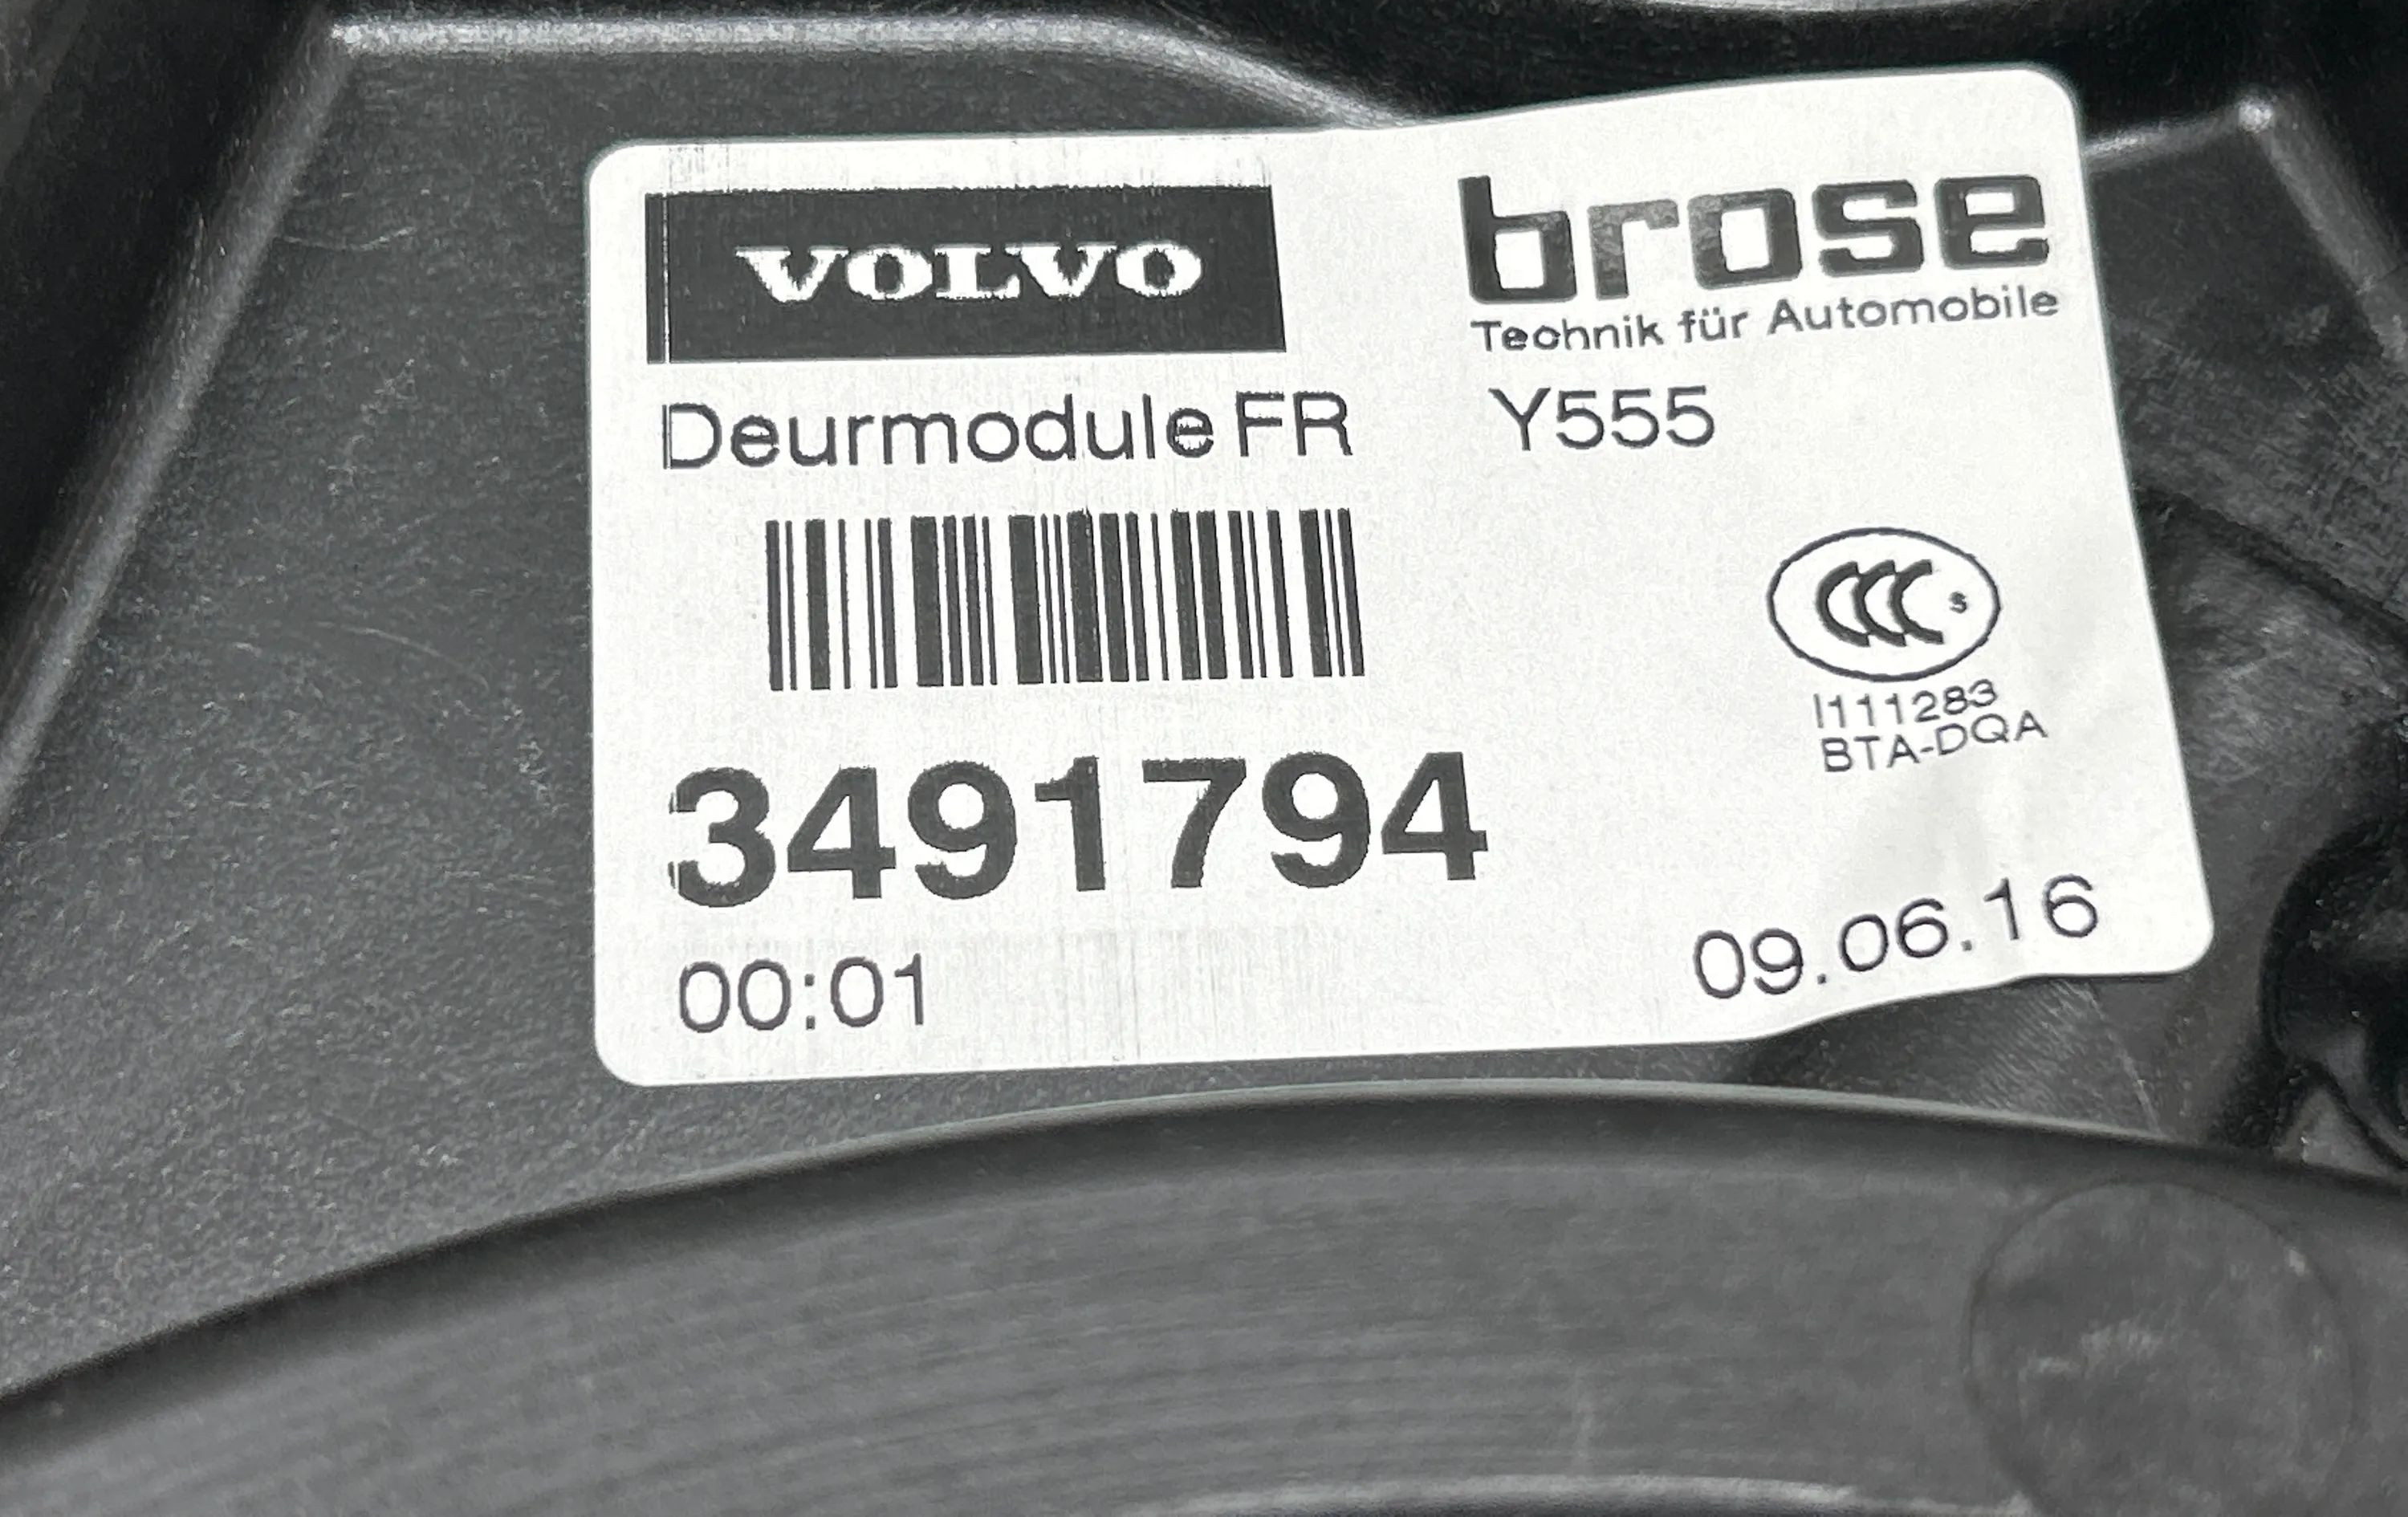 VOLVO
brose
Technik für Automobile
Deurmodule FR
Y555
CCC S
I111283
BTA-DQA
3491794
00:01
09.06.16